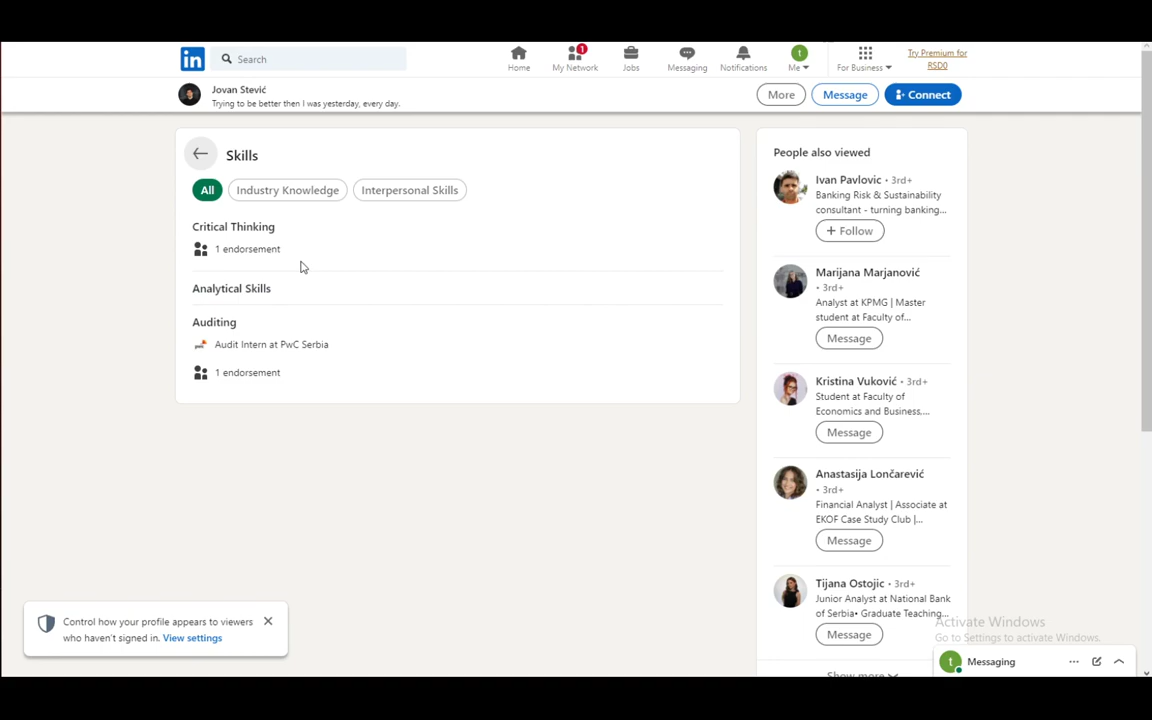 in
Search
Home
My Network
1
Jobs
Messaging
Notifications
t
Me
For Business
Try Premium for
RSD0
Jovan Stević
Trying to be better then I was yesterday, every day.
More
Message
Connect
Skills
All
Industry Knowledge
Interpersonal Skills
Critical Thinking
1 endorsement
Analytical Skills
Auditing
pwc
Audit Intern at PwC Serbia
1 endorsement
People also viewed
Ivan Pavlovic • 3rd+
Banking Risk & Sustainability
consultant - turning banking...
+ Follow
Marijana Marjanović
• 3rd+
Analyst at KPMG | Master
student at Faculty of...
Message
Kristina Vuković • 3rd+
Student at Faculty of
Economics and Business,...
Message
Anastasija Lončarević
• 3rd+
Financial Analyst | Associate at
EKOF Case Study Club |...
Message
Tijana Ostojic • 3rd+
Junior Analyst at National Bank
of Serbia• Graduate Teaching...
Message
Show more
Control how your profile appears to viewers
who haven't signed in. View settings
Activate Windows
Go to Settings to activate Windows.
t
Messaging